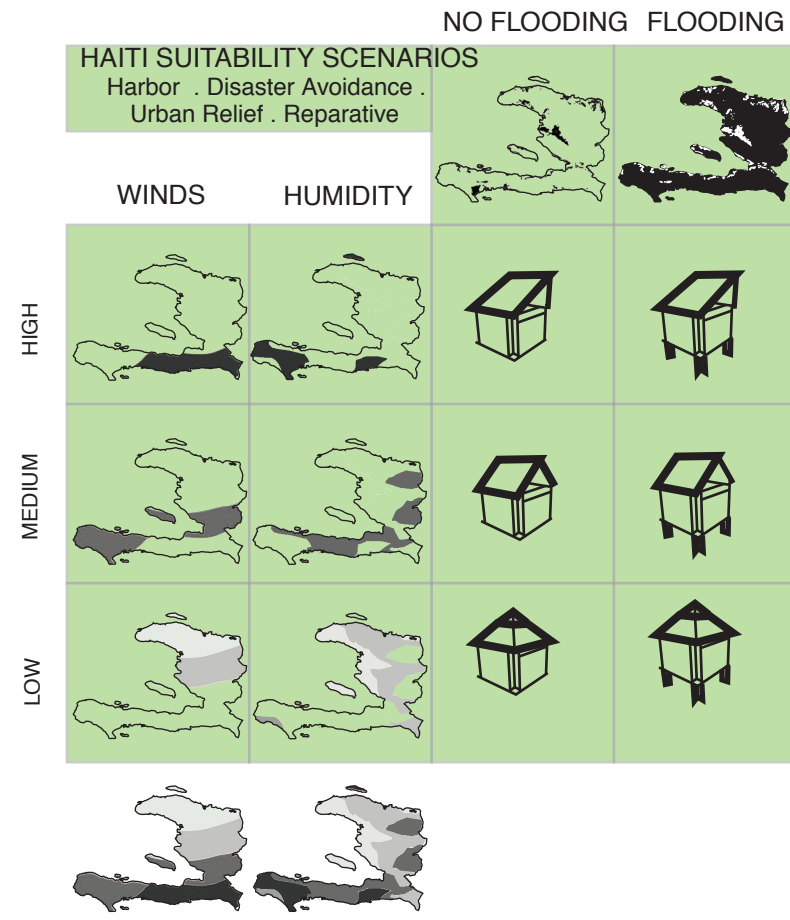 NO FLOODING FLOODING
HAITI SUITABILITY SCENARIOS
Harbor . Disaster Avoidance .
Urban Relief . Reparative
WINDS HUMIDITY
HIGH
MEDIUM
LOW